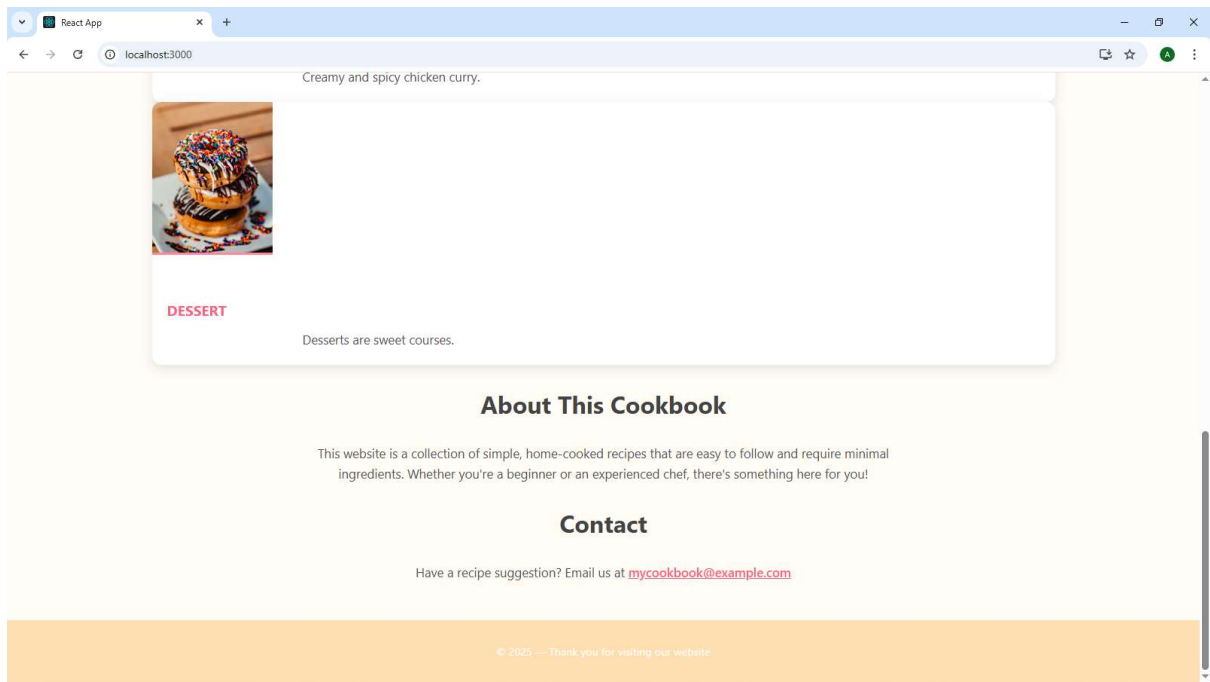 React App
localhost:3000
A
Creamy and spicy chicken curry.
DESSERT
Desserts are sweet courses.
About This Cookbook
This website is a collection of simple, home-cooked recipes that are easy to follow and require minimal
ingredients. Whether you're a beginner or an experienced chef, there's something here for you!
Contact
Have a recipe suggestion? Email us at mycookbook@example.com
© 2025 — Thank you for visiting our website